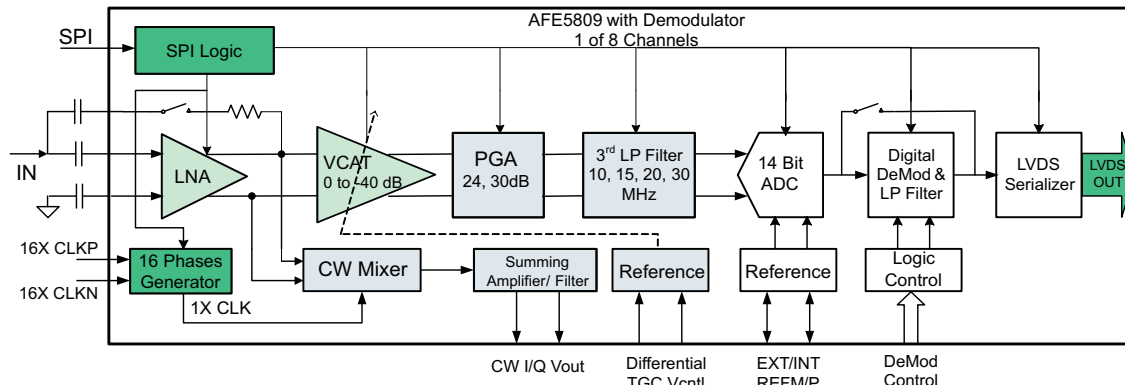 AFE5809 with Demodulator
1 of 8 Channels
SPI
SPI Logic
IN
LNA
VCAT
0 to -40 dB
PGA
24, 30dB
3rd LP Filter
10, 15, 20, 30
MHz
14 Bit
ADC
Digital
DeMod &
LP Filter
LVDS
Serializer
LVDS
OUT
16X CLKP
16X CLKN
16 Phases
Generator
1X CLK
CW Mixer
Summing
Amplifier/ Filter
Reference
Reference
Logic
Control
CW I/Q Vout
Differential
TGC Vcntl
EXT/INT
REFM/P
DeMod
Control